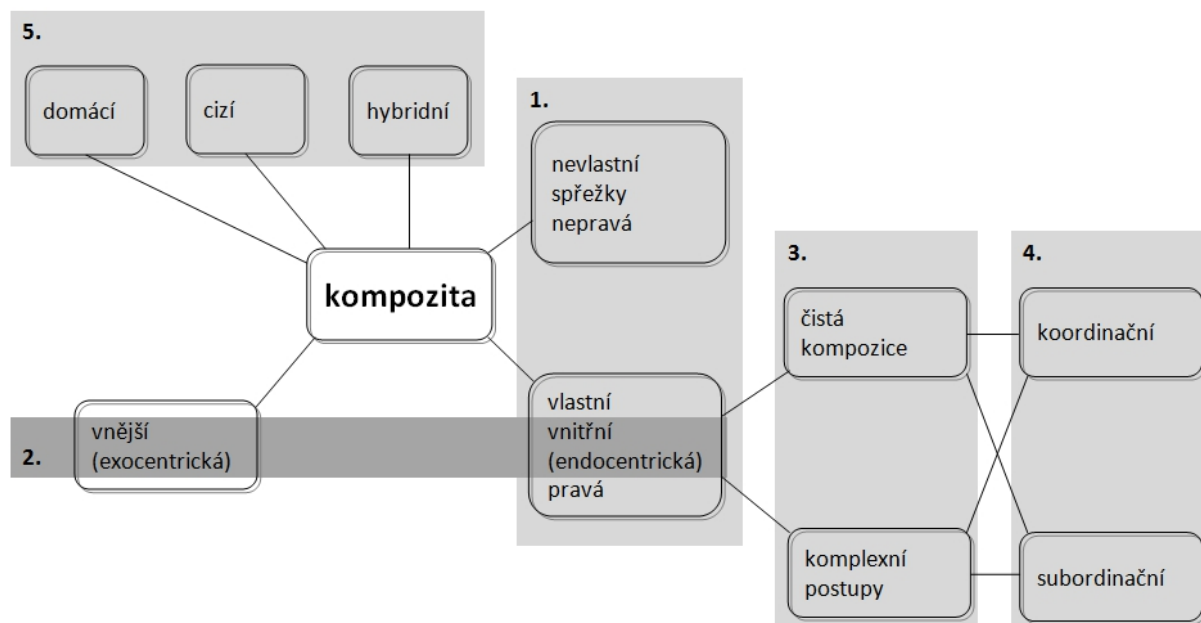 5.
domácí
cizí
hybridní
1.
nevlastní
spřežky
nepravá
kompozita
3.
čistá
kompozice
4.
koordinační
2.
vnější
(exocentrická)
vlastní
vnitřní
(endocentrická)
pravá
komplexní
postupy
subordinační